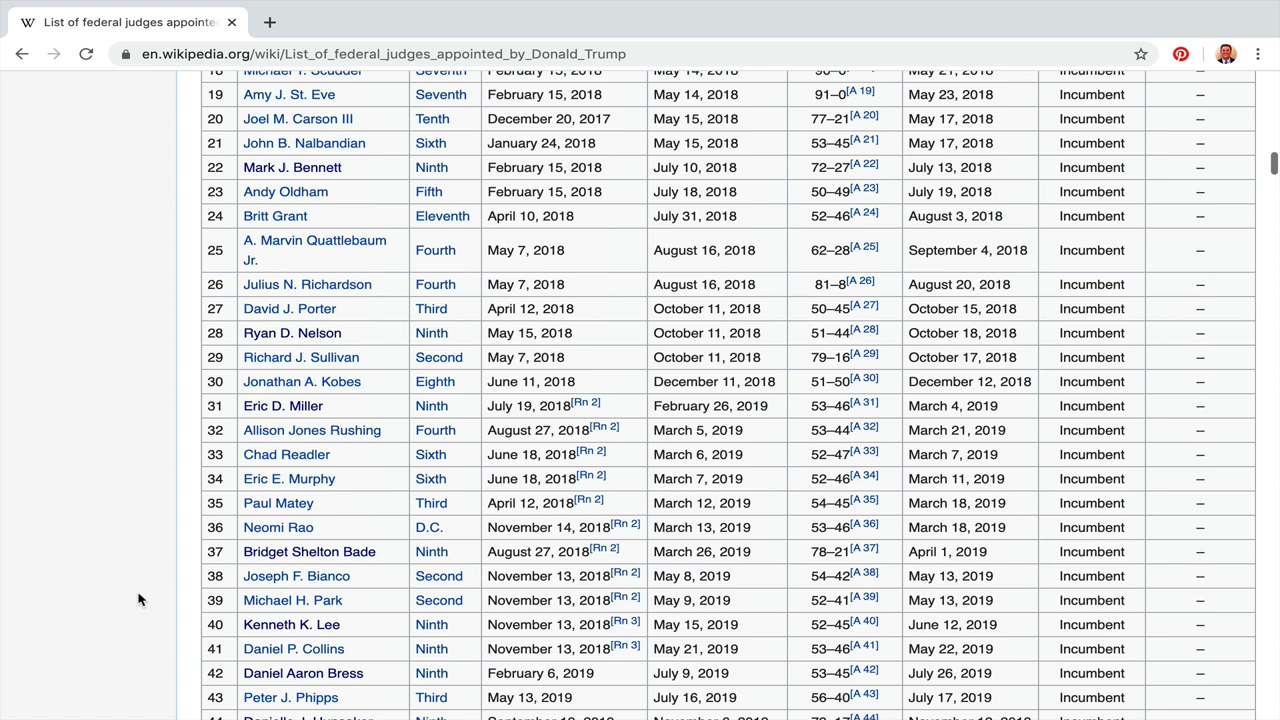 List of federal judges appointe
en.wikipedia.org/wiki/List_of_federal_judges_appointed_by_Donald_Trump
18 Michael Y. Scudder Seventh February 15, 2018 May 14, 2018 90–0 May 21, 2018 Incumbent –
19 Amy J. St. Eve Seventh February 15, 2018 May 14, 2018 91–0[A 19] May 23, 2018 Incumbent –
20 Joel M. Carson III Tenth December 20, 2017 May 15, 2018 77–21[A 20] May 17, 2018 Incumbent –
21 John B. Nalbandian Sixth January 24, 2018 May 15, 2018 53–45[A 21] May 17, 2018 Incumbent –
22 Mark J. Bennett Ninth February 15, 2018 July 10, 2018 72–27[A 22] July 13, 2018 Incumbent –
23 Andy Oldham Fifth February 15, 2018 July 18, 2018 50–49[A 23] July 19, 2018 Incumbent –
24 Britt Grant Eleventh April 10, 2018 July 31, 2018 52–46[A 24] August 3, 2018 Incumbent –
25 A. Marvin Quattlebaum Jr. Fourth May 7, 2018 August 16, 2018 62–28[A 25] September 4, 2018 Incumbent –
26 Julius N. Richardson Fourth May 7, 2018 August 16, 2018 81–8[A 26] August 20, 2018 Incumbent –
27 David J. Porter Third April 12, 2018 October 11, 2018 50–45[A 27] October 15, 2018 Incumbent –
28 Ryan D. Nelson Ninth May 15, 2018 October 11, 2018 51–44[A 28] October 18, 2018 Incumbent –
29 Richard J. Sullivan Second May 7, 2018 October 11, 2018 79–16[A 29] October 17, 2018 Incumbent –
30 Jonathan A. Kobes Eighth June 11, 2018 December 11, 2018 51–50[A 30] December 12, 2018 Incumbent –
31 Eric D. Miller Ninth July 19, 2018[Rn 2] February 26, 2019 53–46[A 31] March 4, 2019 Incumbent –
32 Allison Jones Rushing Fourth August 27, 2018[Rn 2] March 5, 2019 53–44[A 32] March 21, 2019 Incumbent –
33 Chad Readler Sixth June 18, 2018[Rn 2] March 6, 2019 52–47[A 33] March 7, 2019 Incumbent –
34 Eric E. Murphy Sixth June 18, 2018[Rn 2] March 7, 2019 52–46[A 34] March 11, 2019 Incumbent –
35 Paul Matey Third April 12, 2018[Rn 2] March 12, 2019 54–45[A 35] March 18, 2019 Incumbent –
36 Neomi Rao D.C. November 14, 2018[Rn 2] March 13, 2019 53–46[A 36] March 18, 2019 Incumbent –
37 Bridget Shelton Bade Ninth August 27, 2018[Rn 2] March 26, 2019 78–21[A 37] April 1, 2019 Incumbent –
38 Joseph F. Bianco Second November 13, 2018[Rn 2] May 8, 2019 54–42[A 38] May 13, 2019 Incumbent –
39 Michael H. Park Second November 13, 2018[Rn 2] May 9, 2019 52–41[A 39] May 13, 2019 Incumbent –
40 Kenneth K. Lee Ninth November 13, 2018[Rn 3] May 15, 2019 52–45[A 40] June 12, 2019 Incumbent –
41 Daniel P. Collins Ninth November 13, 2018[Rn 3] May 21, 2019 53–46[A 41] May 22, 2019 Incumbent –
42 Daniel Aaron Bress Ninth February 6, 2019 July 9, 2019 53–45[A 42] July 26, 2019 Incumbent –
43 Peter J. Phipps Third May 13, 2019 July 16, 2019 56–40[A 43] July 17, 2019 Incumbent –
[A 44]